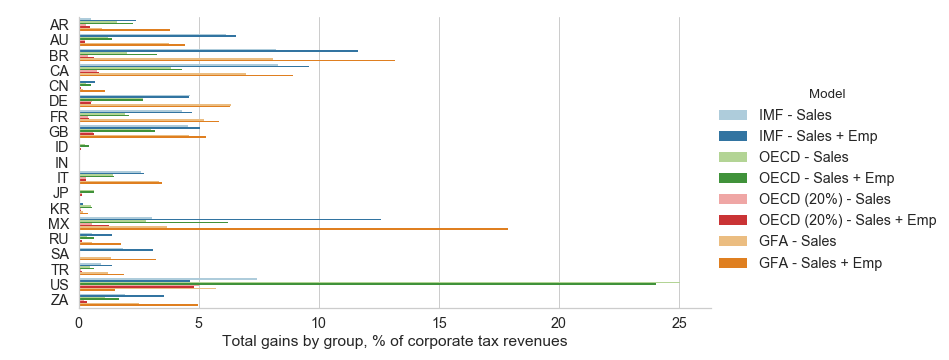 AR
AU
BR
CA
CN
DE
FR
GB
ID
IN
IT
JP
KR
MX
RU
SA
TR
US
ZA
0 5 10 15 20 25
Total gains by group, % of corporate tax revenues
Model
IMF - Sales
IMF - Sales + Emp
OECD - Sales
OECD - Sales + Emp
OECD (20%) - Sales
OECD (20%) - Sales + Emp
GFA - Sales
GFA - Sales + Emp